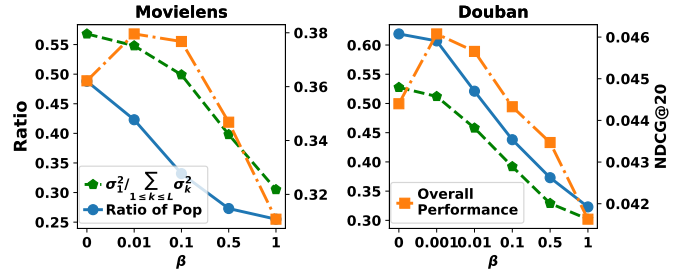 Movielens
Douban
Ratio
0.55
0.50
0.45
0.40
0.35
0.30
0.25
0.38
0.36
0.34
0.32
σ₁²/ ∑ σₖ²
1≤k≤L
Ratio of Pop
0 0.01 0.1 0.5 1
β
0.60
0.55
0.50
0.45
0.40
0.35
0.30
0.046
0.045
0.044
0.043
0.042
NDCG@20
Overall
Performance
0 0.001 0.01 0.1 0.5 1
β